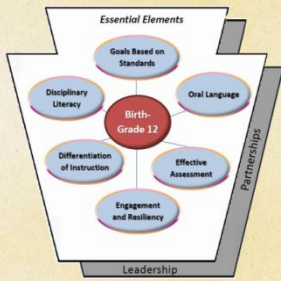 Essential Elements
Goals Based on
Standards
Disciplinary
Literacy
Oral Language
Birth-
Grade 12
Differentiation
of Instruction
Effective
Assessment
Engagement
and Resiliency
Partnerships
Leadership